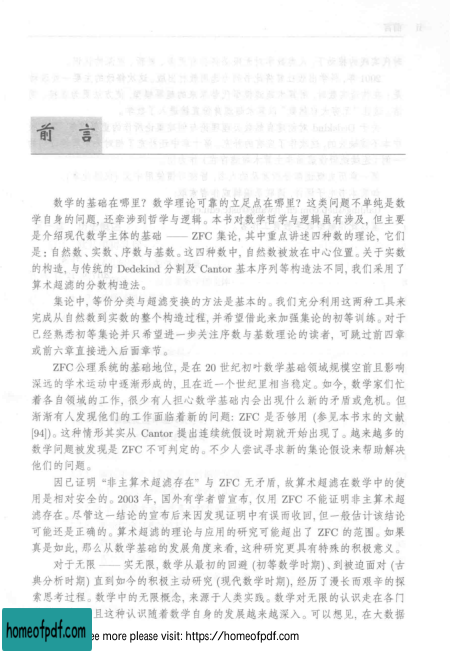 前 言
数学的基础在哪里? 数学理论可靠的立足点在哪里? 这类问题不单纯是数
学自身的问题, 还牵涉到哲学与逻辑。本书对数学哲学与逻辑虽有涉及, 但主要
是介绍现代数学主体的基础 —— ZFC 集论, 其中重点讲述四种数的理论, 它们
是: 自然数、实数、序数与基数。这四种数中, 自然数被放在中心位置。关于实数
的构造, 与传统的 Dedekind 分割及 Cantor 基本序列等构造法不同, 我们采用了
算术超滤的分数构造法。
集论中, 等价分类与超滤变换的方法是基本的。我们充分利用这两种工具来
完成从自然数到实数的整个构造过程, 并希望借此来加强集论的初等训练。对于
已经熟悉初等集论并只希望进一步关注序数与基数理论的读者, 可跳过前四章
或前六章直接进入后面章节。
ZFC 公理系统的基础地位, 是在 20 世纪初叶数学基础领域规模空前且影响
深远的学术运动中逐渐形成的, 且在近一个世纪里相当稳定。如今, 数学家们忙
着各自领域的工作, 很少有人担心数学基础内会出现什么新的矛盾或危机。但
渐渐有人发现他们的工作面临着新的问题: ZFC 是否够用 (参见本书末的文献
[94])。这种情形其实从 Cantor 提出连续统假设时期就开始出现了。越来越多的
数学问题被发现是 ZFC 不可判定的。不少人尝试寻求新的集论假设来帮助解决
他们的问题。
因已证明 “非主算术超滤存在” 与 ZFC 无矛盾, 故算术超滤在数学中的使
用是相对安全的。2003 年, 国外有学者曾宣布, 仅用 ZFC 不能证明非主算术超
滤存在。尽管这一结论的宣布后来因发现证明中有误而收回, 但一般估计该结论
可能还是正确的。算术超滤的理论与应用的研究可能超出了 ZFC 的范围。如果
真是如此, 那么从数学基础的发展角度来看, 这种研究更具有特殊的积极意义。
对于无限 —— 实无限, 数学从最初的回避 (初等数学时期)、到被迫面对 (古
典分析时期) 直到如今的积极主动研究 (现代数学时期), 经历了漫长而艰辛的探
索思考过程。数学中的无限概念, 来源于人类实践。数学对无限的认识走在各门
且这种认识随着数学自身的发展越来越深入。可以想见, 在大数据
homeofpdf.com
ee more please visit: https://homeofpdf.com